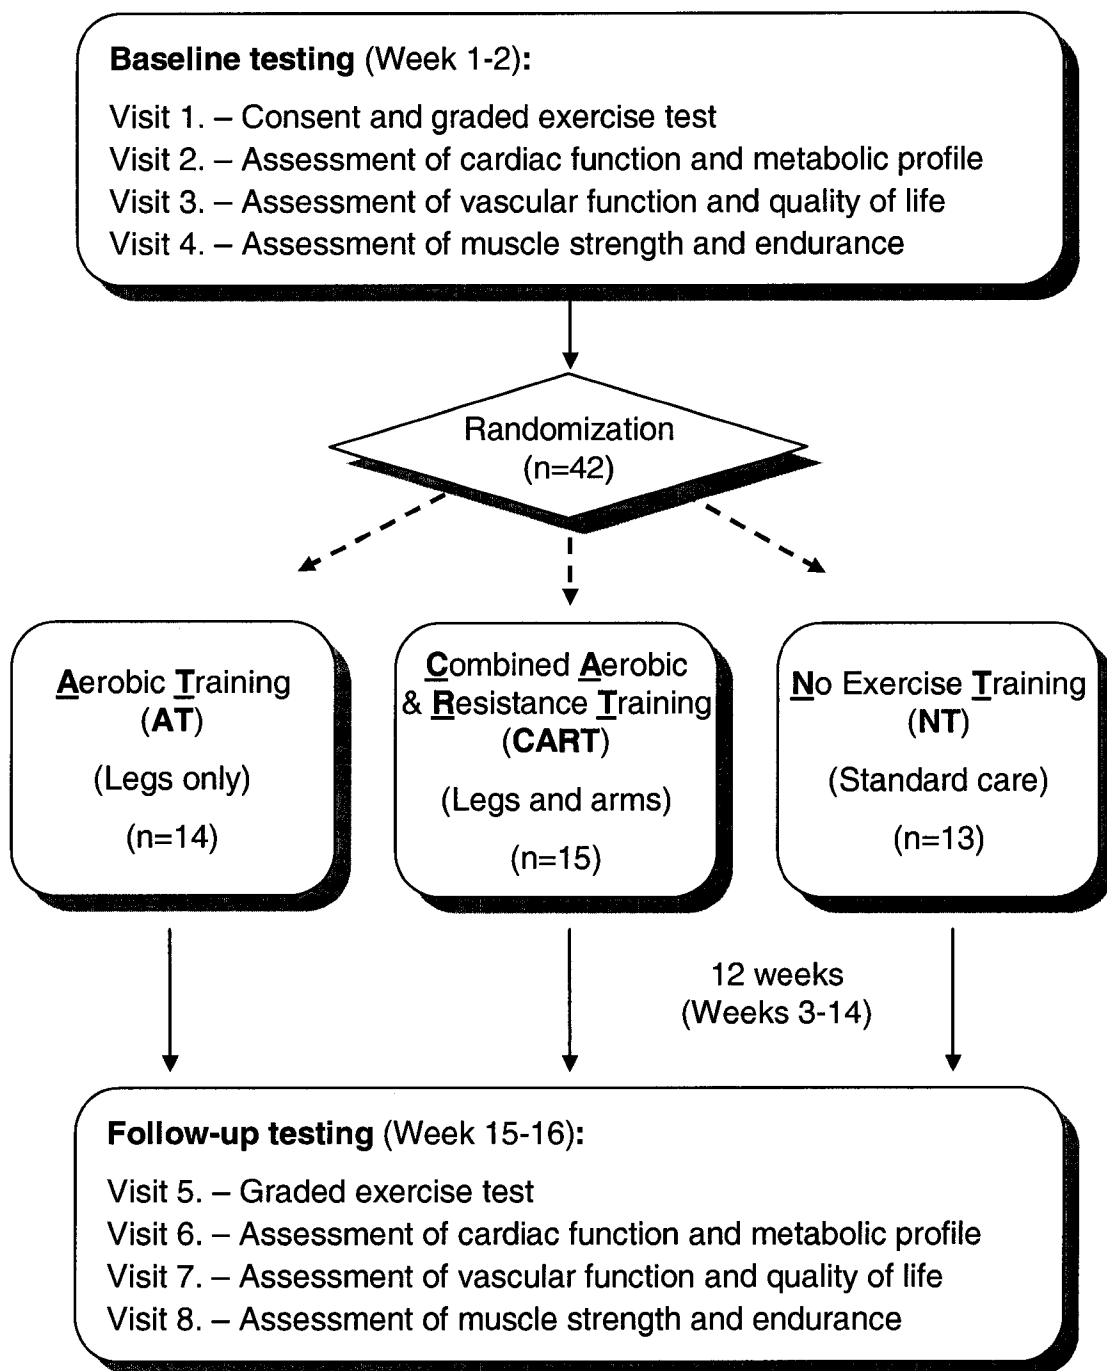 Baseline testing (Week 1-2):
Visit 1. – Consent and graded exercise test
Visit 2. – Assessment of cardiac function and metabolic profile
Visit 3. – Assessment of vascular function and quality of life
Visit 4. – Assessment of muscle strength and endurance
Randomization
(n=42)
Aerobic Training
(AT)
(Legs only)
(n=14)
Combined Aerobic
& Resistance Training
(CART)
(Legs and arms)
(n=15)
No Exercise Training
(NT)
(Standard care)
(n=13)
12 weeks
(Weeks 3-14)
Follow-up testing (Week 15-16):
Visit 5. – Graded exercise test
Visit 6. – Assessment of cardiac function and metabolic profile
Visit 7. – Assessment of vascular function and quality of life
Visit 8. – Assessment of muscle strength and endurance